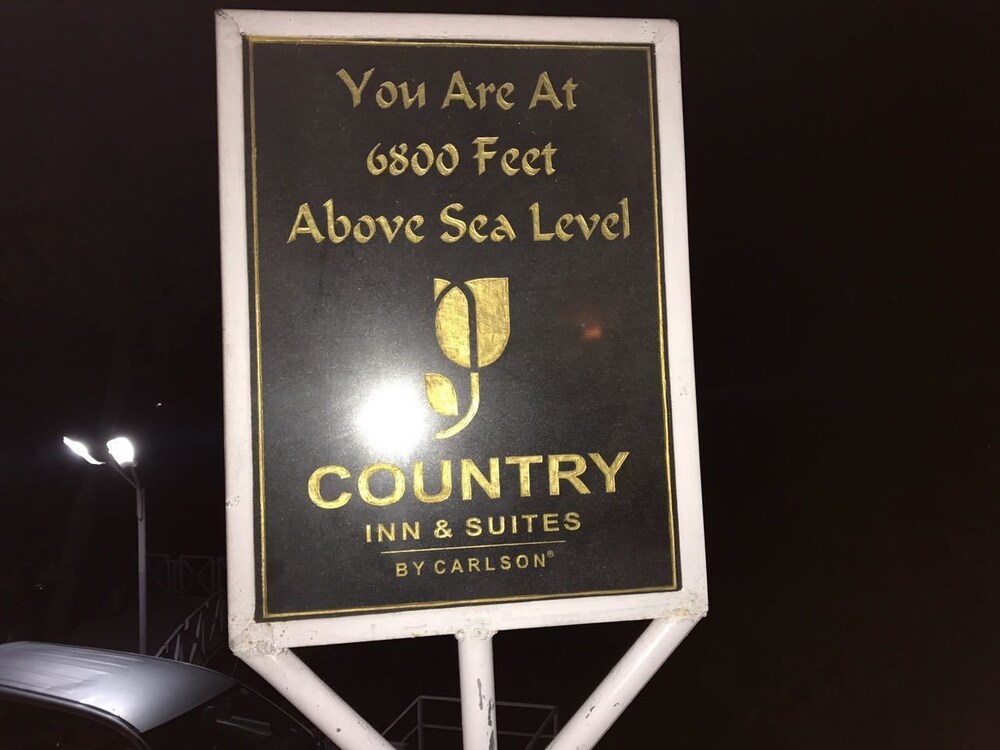 You Are At
6800 Feet
Above Sea Level
COUNTRY
INN & SUITES
BY CARLSON®